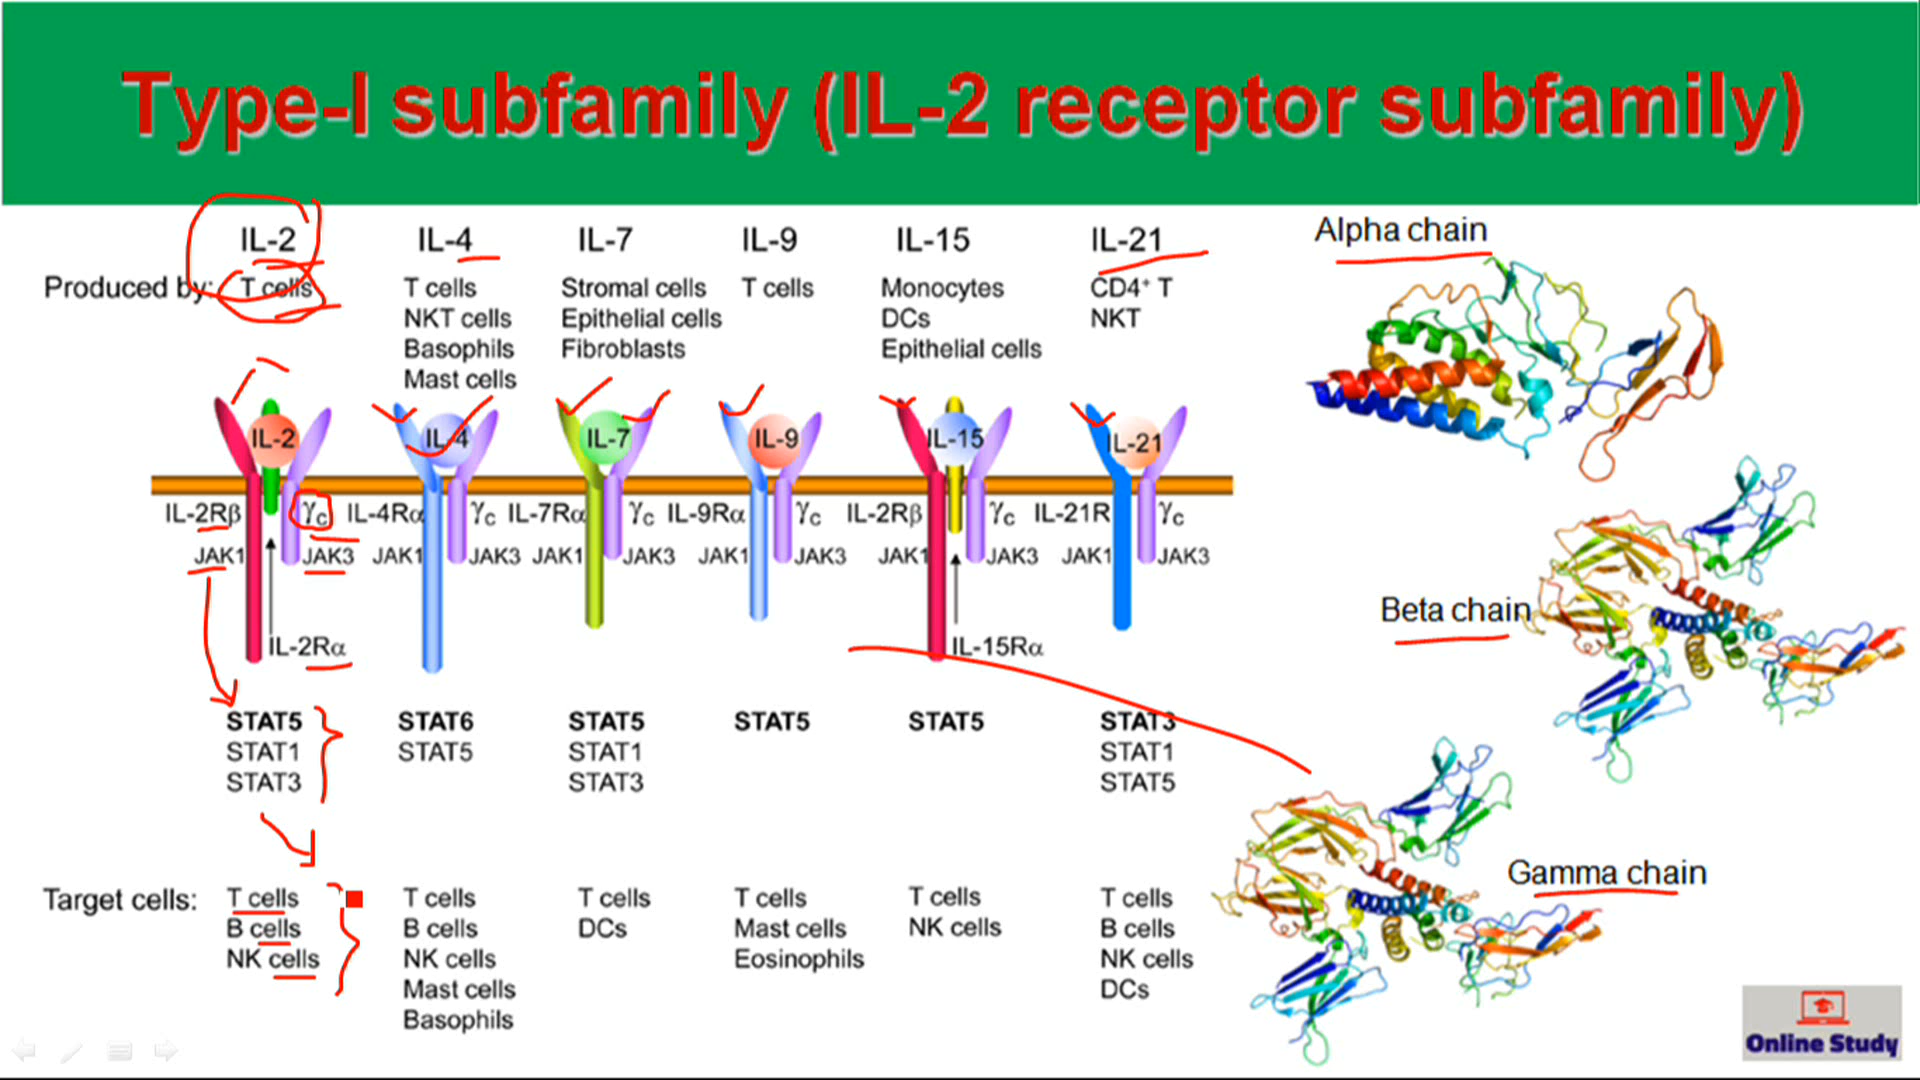 Type-I subfamily (IL-2 receptor subfamily)
IL-2 IL-4 IL-7 IL-9 IL-15 IL-21
Produced by: T cells T cells Stromal cells T cells Monocytes CD4⁺ T
NKT cells Epithelial cells DCs NKT
Basophils Fibroblasts Epithelial cells
Mast cells
IL-2 IL-4 IL-7 IL-9 IL-15 IL-21
IL-2Rβ γc IL-4Rα γc IL-7Rα γc IL-9Rα γc IL-2Rβ γc IL-21R γc
JAK1 JAK3 JAK1 JAK3 JAK1 JAK3 JAK1 JAK3 JAK1 JAK3 JAK1 JAK3
IL-2Rα IL-15Rα
STAT5 STAT6 STAT5 STAT5 STAT5 STAT3
STAT1 STAT5 STAT1 STAT1
STAT3 STAT3 STAT5
Target cells: T cells T cells T cells T cells T cells T cells
B cells B cells DCs Mast cells NK cells B cells
NK cells NK cells Eosinophils NK cells
Mast cells DCs
Basophils
Alpha chain
Beta chain
Gamma chain
Online Study